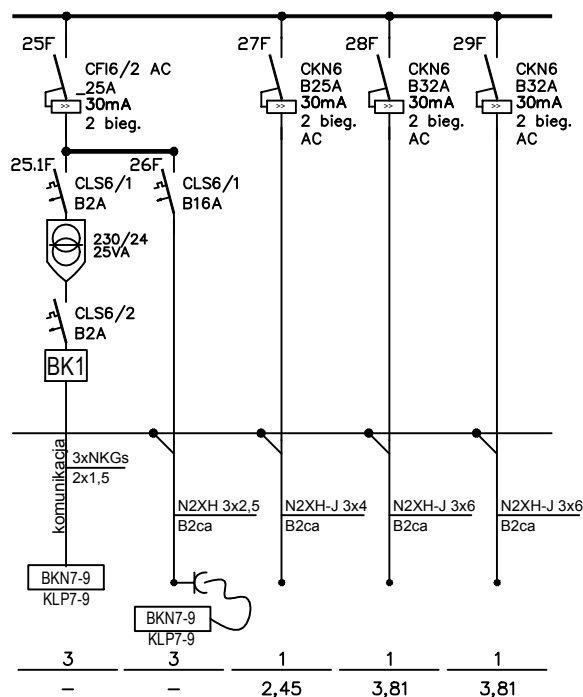 25F
CFI6/2 AC
25A
30mA
2 bieg.
>>
27F
CKN6
B25A
30mA
2 bieg.
AC
>>
28F
CKN6
B32A
30mA
2 bieg.
AC
>>
29F
CKN6
B32A
30mA
2 bieg.
AC
>>
25.1F
CLS6/1
B2A
26F
CLS6/1
B16A
230/24
25VA
CLS6/2
B2A
BK1
komunikacja
3xNKGs
2x1,5
N2XH 3x2,5
B2ca
N2XH-J 3x4
B2ca
N2XH-J 3x6
B2ca
N2XH-J 3x6
B2ca
BKN7-9
KLP7-9
BKN7-9
KLP7-9
3 3 1 1 1
– – 2,45 3,81 3,81